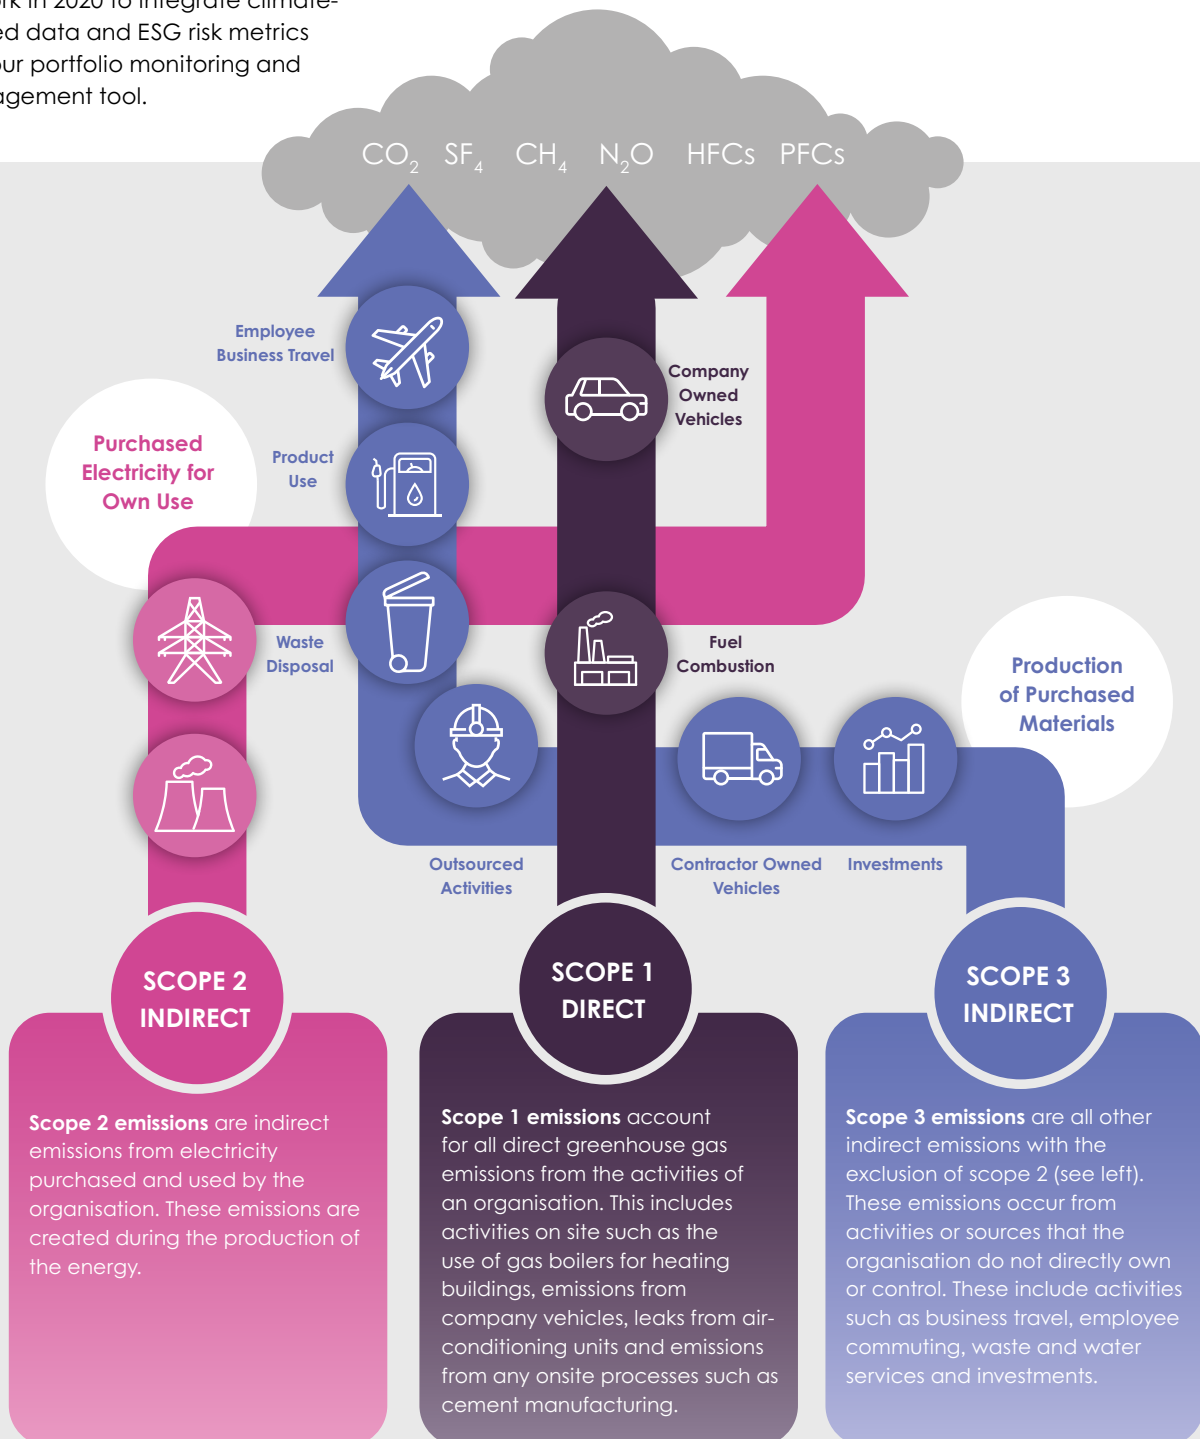 in 2020 to integrate climate-
data and ESG risk metrics
portfolio monitoring and
management tool.
CO2 SF4 CH4 N2O HFCs PFCs
Employee
Business Travel
Company
Owned
Vehicles
Purchased
Electricity for
Own Use
Product
Use
Waste
Disposal
Fuel
Combustion
Production
of Purchased
Materials
Outsourced
Activities
Contractor Owned
Vehicles
Investments
SCOPE 2
INDIRECT
SCOPE 1
DIRECT
SCOPE 3
INDIRECT
Scope 2 emissions are indirect
emissions from electricity
purchased and used by the
organisation. These emissions are
created during the production of
the energy.
Scope 1 emissions account
for all direct greenhouse gas
emissions from the activities of
an organisation. This includes
activities on site such as the
use of gas boilers for heating
buildings, emissions from
company vehicles, leaks from air-
conditioning units and emissions
from any onsite processes such as
cement manufacturing.
Scope 3 emissions are all other
indirect emissions with the
exclusion of scope 2 (see left).
These emissions occur from
activities or sources that the
organisation do not directly own
or control. These include activities
such as business travel, employee
commuting, waste and water
services and investments.